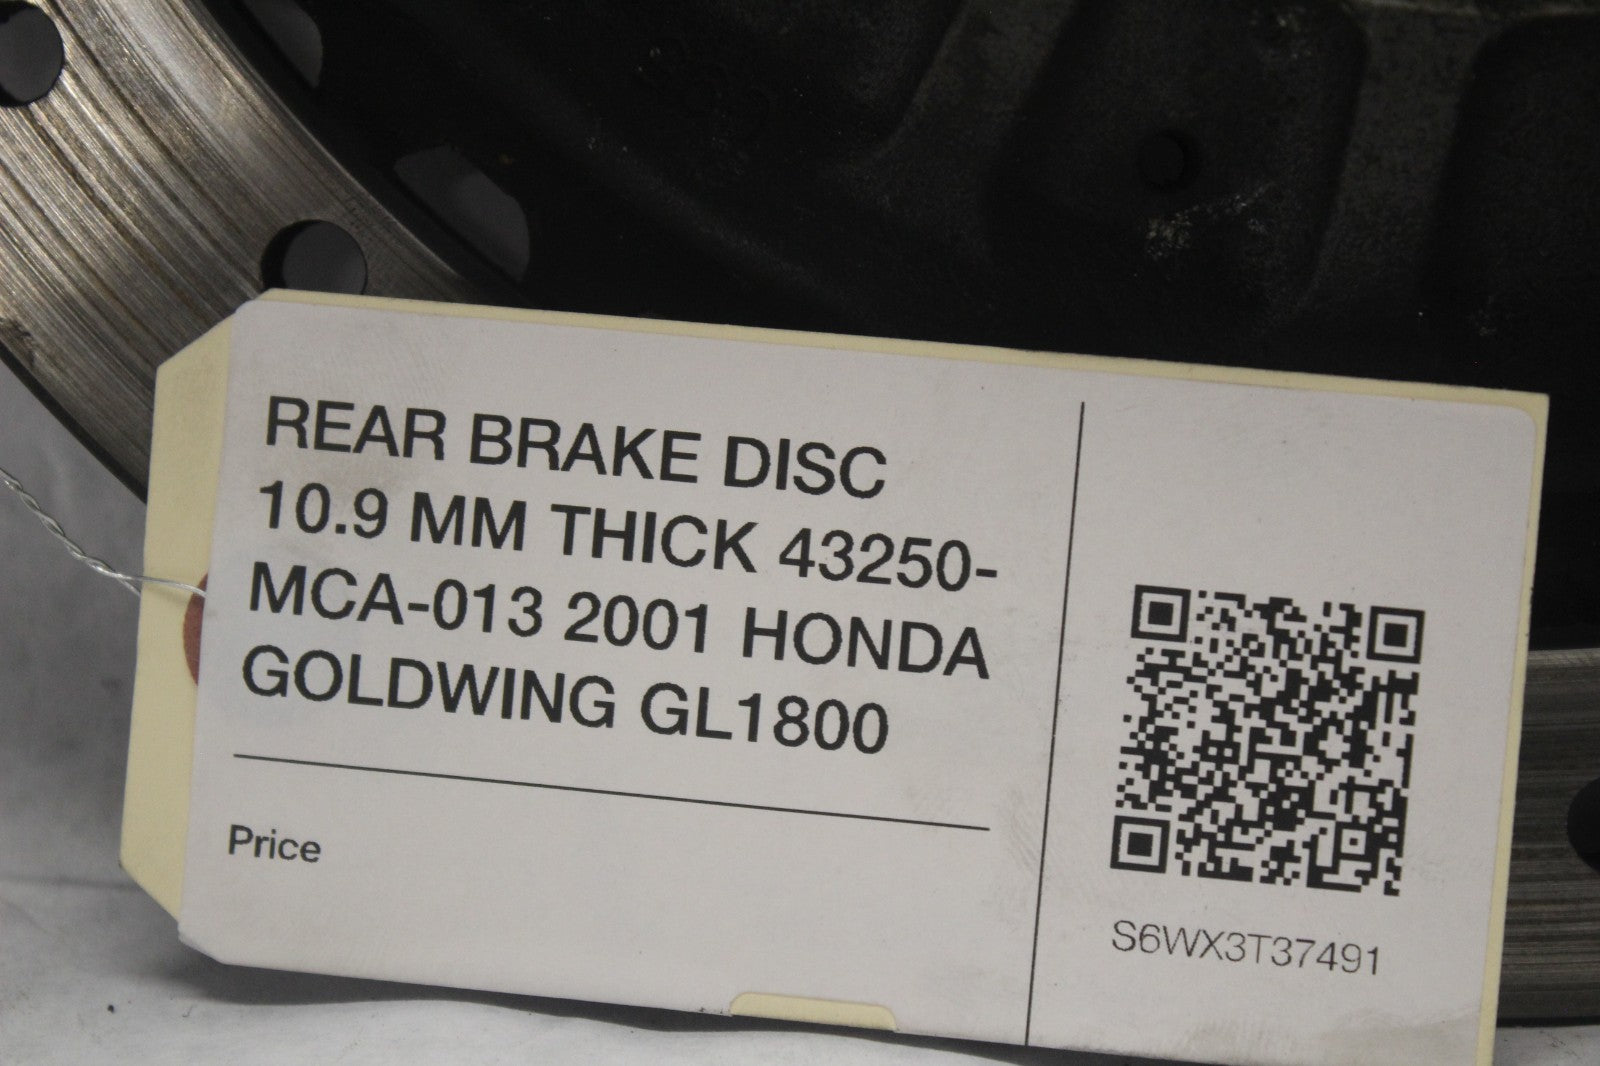 REAR BRAKE DISC
10.9 MM THICK 43250-
MCA-013 2001 HONDA
GOLDWING GL1800
Price
S6WX3T37491